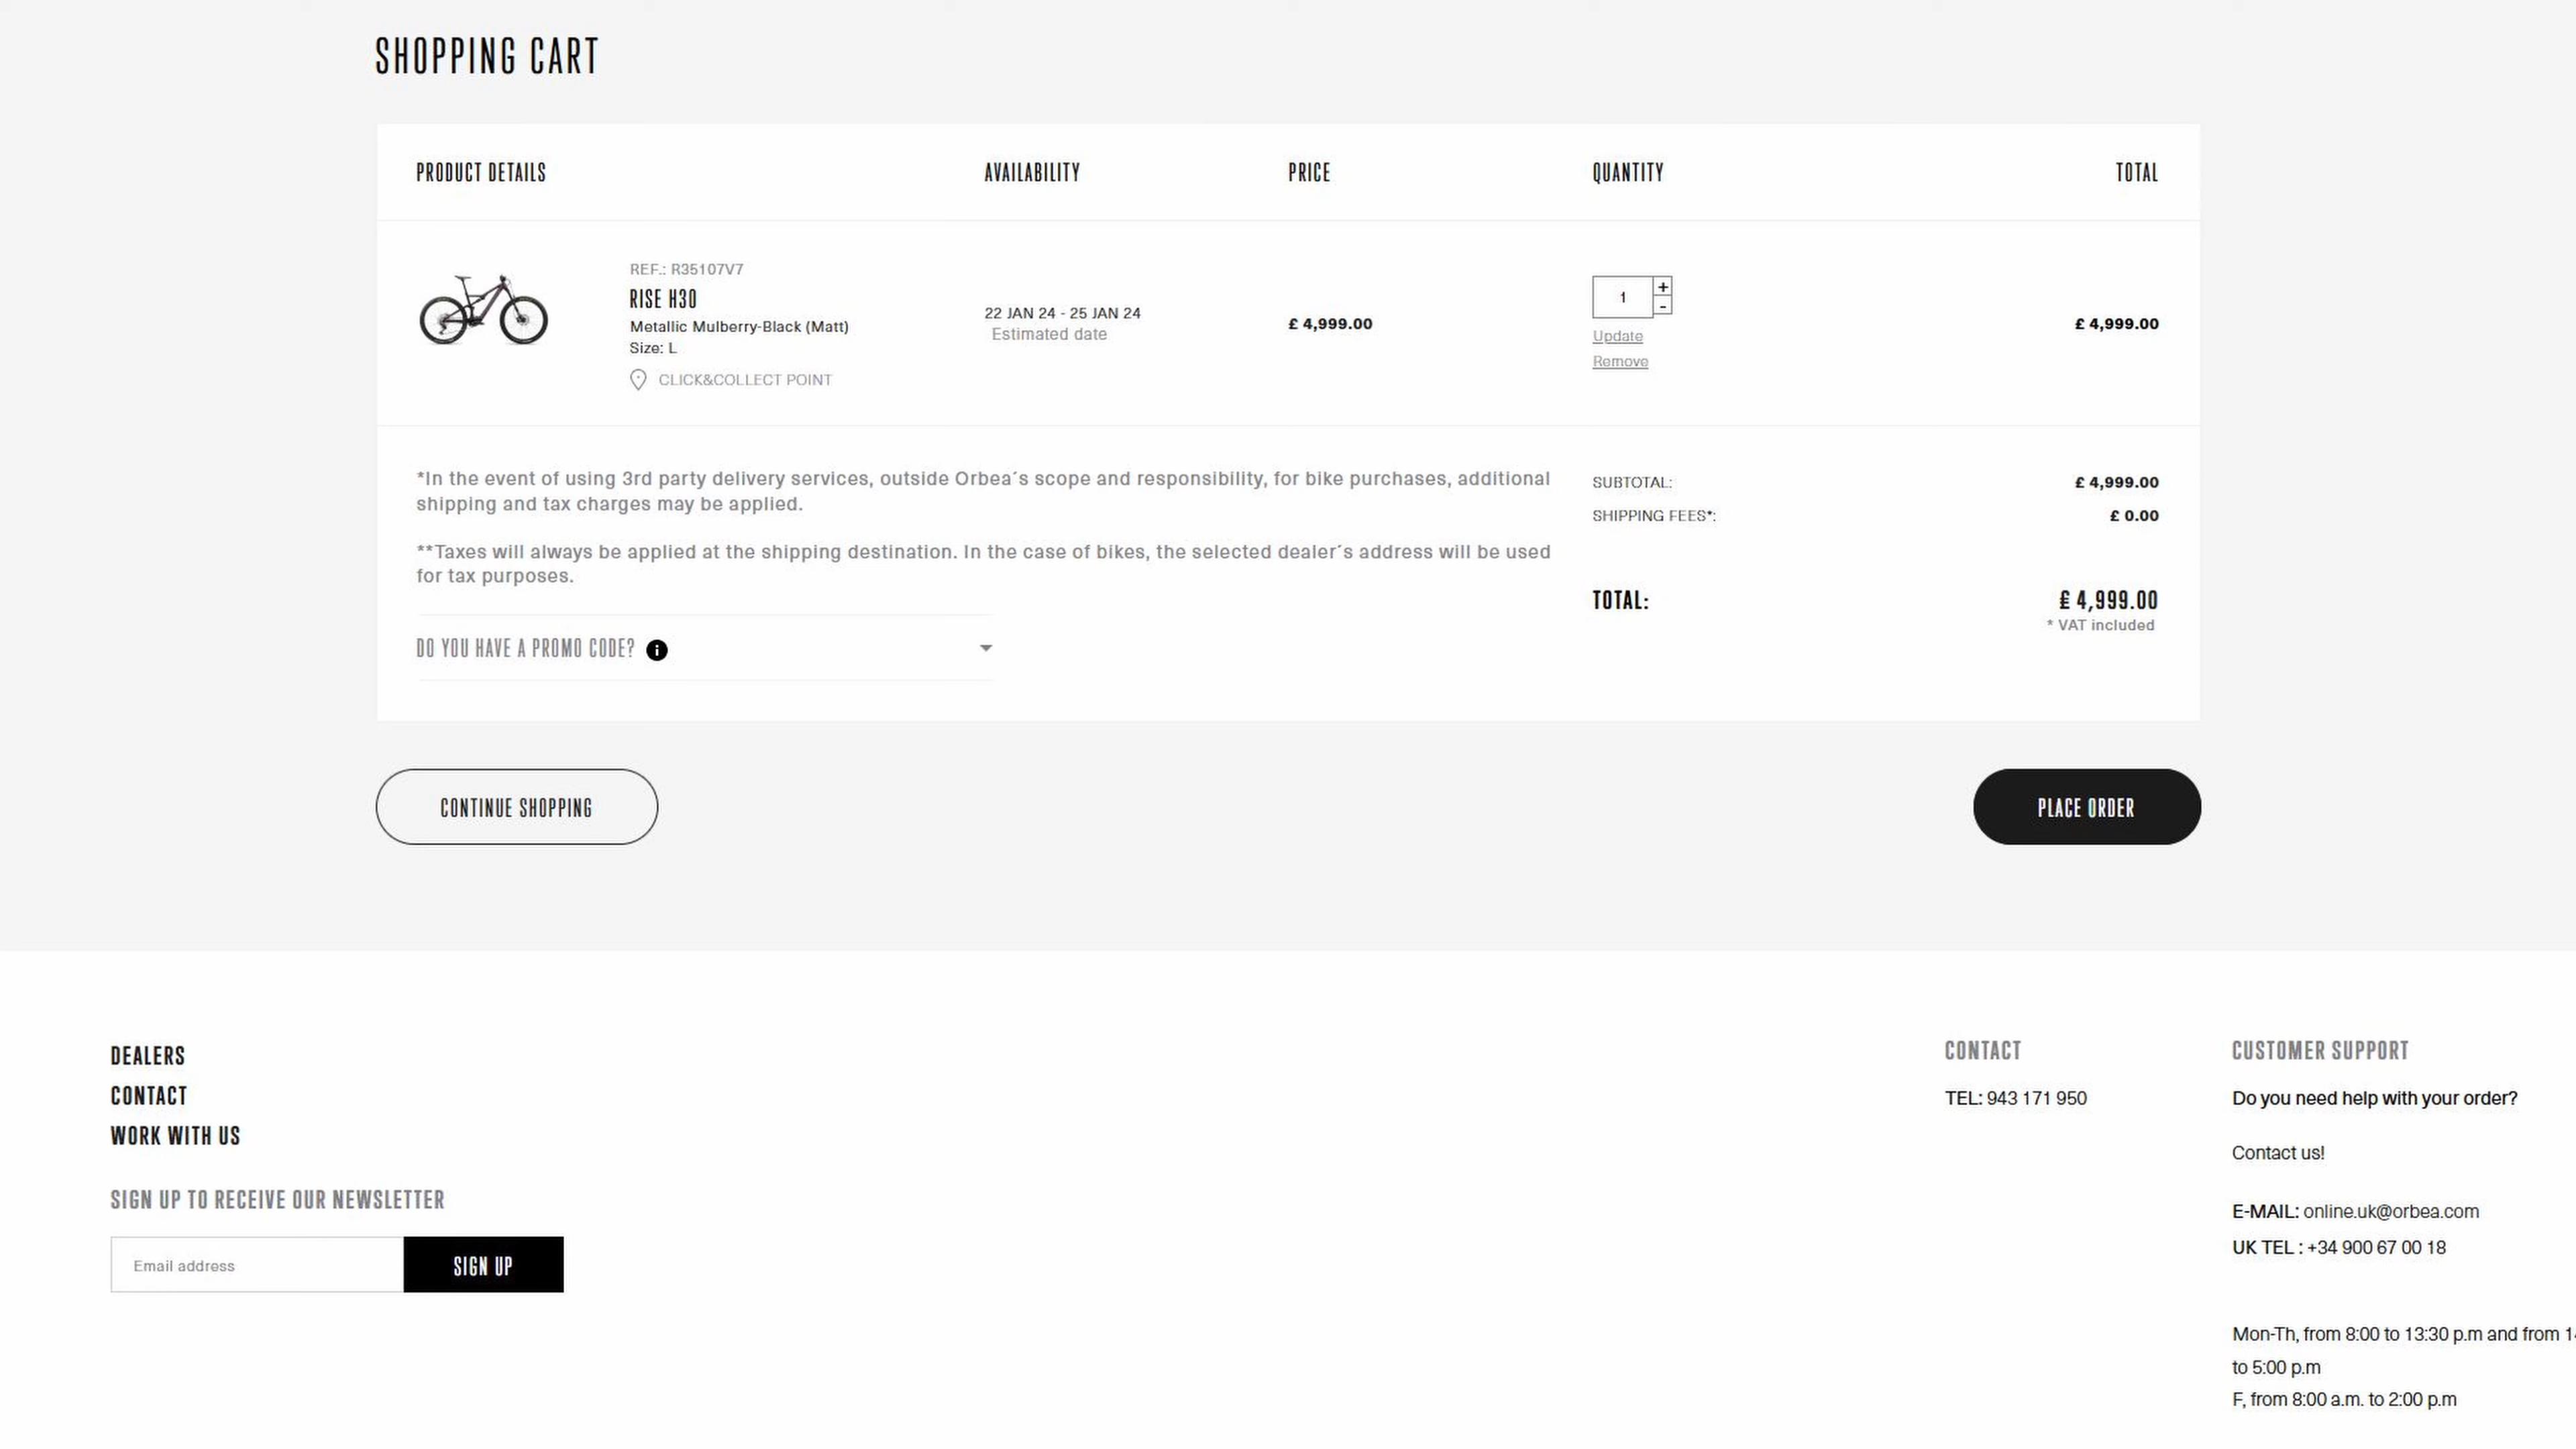 SHOPPING CART
PRODUCT DETAILS
AVAILABILITY
PRICE
QUANTITY
TOTAL
REF.: R35107V7
RISE H30
Metallic Mulberry-Black (Matt)
Size: L
CLICK&COLLECT POINT
22 JAN 24 - 25 JAN 24
Estimated date
£ 4,999.00
1
+
-
Update
Remove
£ 4,999.00
*In the event of using 3rd party delivery services, outside Orbea´s scope and responsibility, for bike purchases, additional
shipping and tax charges may be applied.
**Taxes will always be applied at the shipping destination. In the case of bikes, the selected dealer´s address will be used
for tax purposes.
DO YOU HAVE A PROMO CODE? i
SUBTOTAL: £ 4,999.00
SHIPPING FEES*: £ 0.00
TOTAL: £ 4,999.00
* VAT included
CONTINUE SHOPPING
PLACE ORDER
DEALERS
CONTACT
WORK WITH US
SIGN UP TO RECEIVE OUR NEWSLETTER
Email address
SIGN UP
CONTACT
TEL: 943 171 950
CUSTOMER SUPPORT
Do you need help with your order?
Contact us!
E-MAIL: online.uk@orbea.com
UK TEL : +34 900 67 00 18
Mon-Th, from 8:00 to 13:30 p.m and from
to 5:00 p.m
F, from 8:00 a.m. to 2:00 p.m